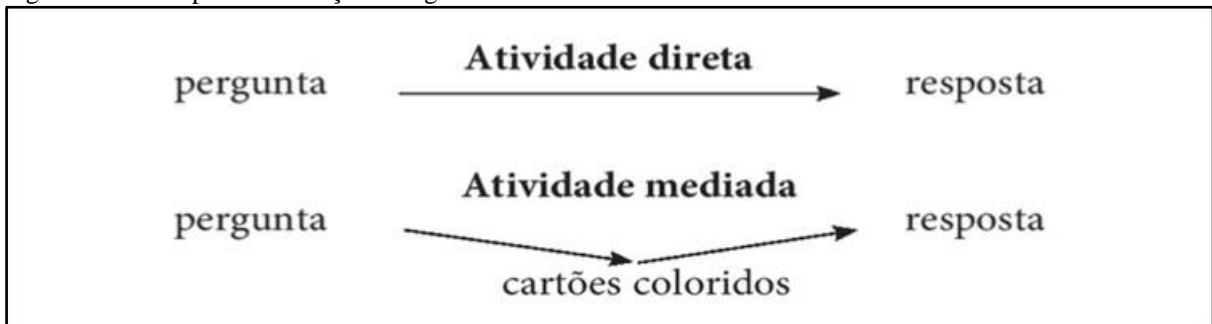 Atividade direta
pergunta resposta
Atividade mediada
pergunta resposta
cartões coloridos